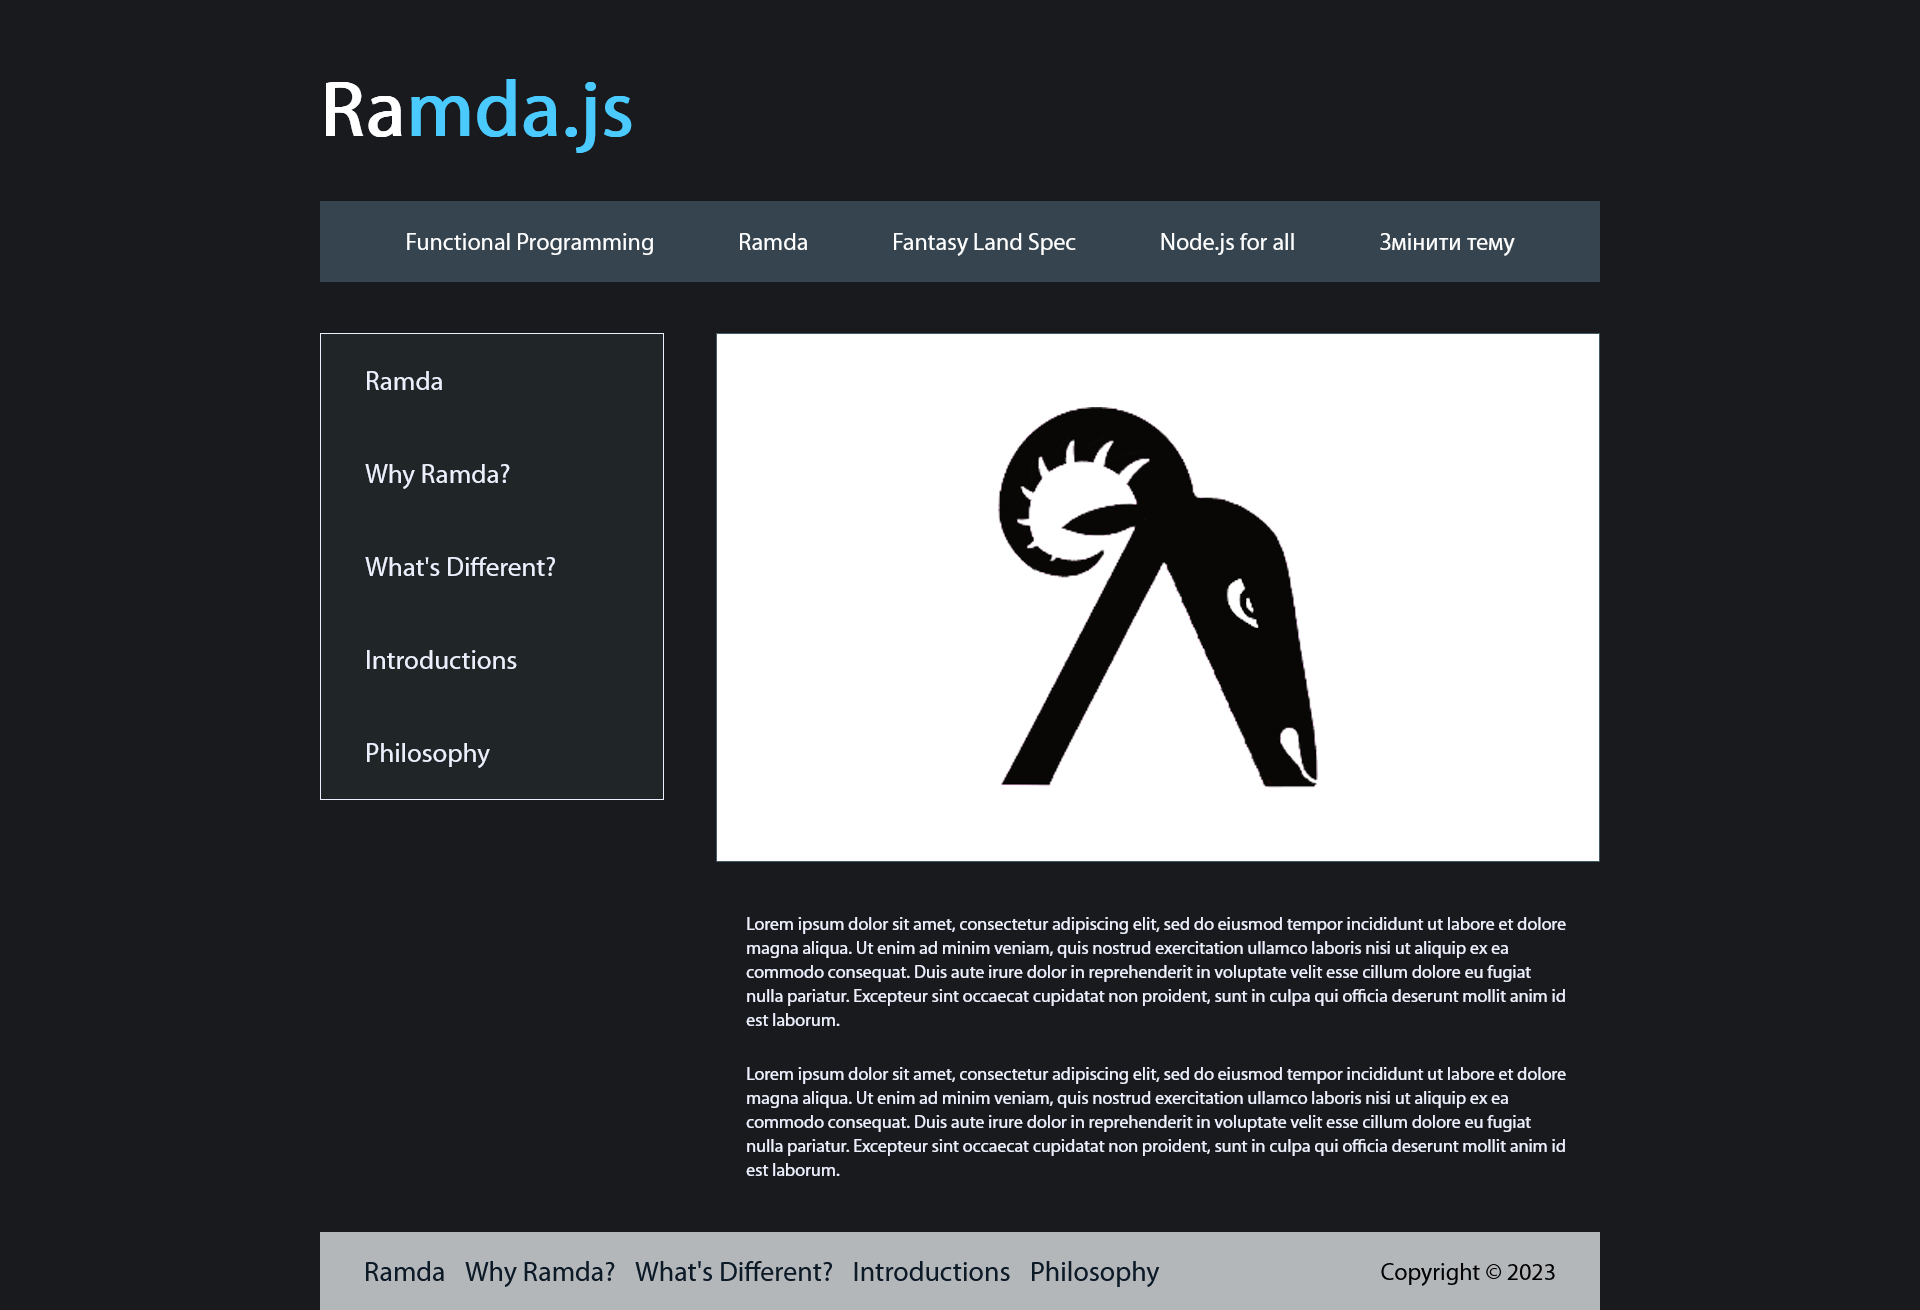 Ramda.js
Functional Programming Ramda Fantasy Land Spec Node.js for all Змінити тему
Ramda
Why Ramda?
What's Different?
Introductions
Philosophy
Lorem ipsum dolor sit amet, consectetur adipiscing elit, sed do eiusmod tempor incididunt ut labore et dolore
magna aliqua. Ut enim ad minim veniam, quis nostrud exercitation ullamco laboris nisi ut aliquip ex ea
commodo consequat. Duis aute irure dolor in reprehenderit in voluptate velit esse cillum dolore eu fugiat
nulla pariatur. Excepteur sint occaecat cupidatat non proident, sunt in culpa qui officia deserunt mollit anim id
est laborum.
Lorem ipsum dolor sit amet, consectetur adipiscing elit, sed do eiusmod tempor incididunt ut labore et dolore
magna aliqua. Ut enim ad minim veniam, quis nostrud exercitation ullamco laboris nisi ut aliquip ex ea
commodo consequat. Duis aute irure dolor in reprehenderit in voluptate velit esse cillum dolore eu fugiat
nulla pariatur. Excepteur sint occaecat cupidatat non proident, sunt in culpa qui officia deserunt mollit anim id
est laborum.
Ramda Why Ramda? What's Different? Introductions Philosophy Copyright © 2023